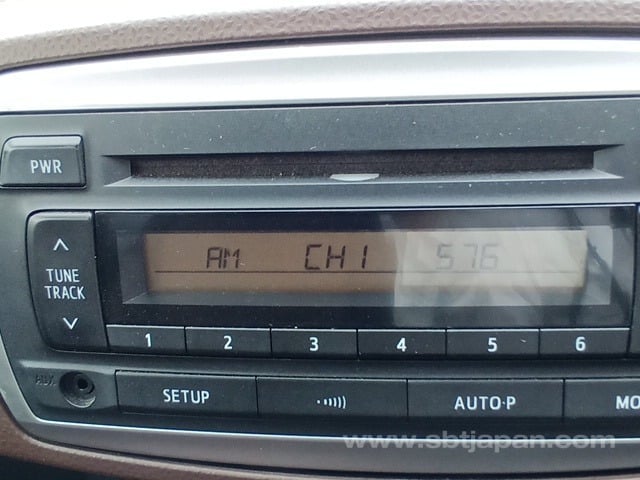 PWR
AM CH1 576
TUNE
TRACK
1 2 3 4 5 6
AUX
SETUP AUTO·P MO
www.sbtjapan.com